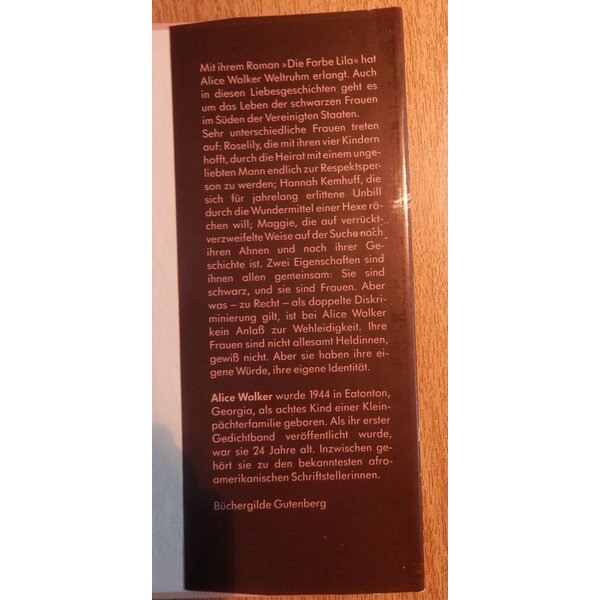 Mit ihrem Roman »Die Farbe Lila« hat
Alice Walker Weltruhm erlangt. Auch
in diesen Liebesgeschichten geht es
um das Leben der schwarzen Frauen
im Süden der Vereinigten Staaten.
Sehr unterschiedliche Frauen treten
auf: Roselily, die mit ihren vier Kindern
hofft, durch die Heirat mit einem unge-
liebten Mann endlich zur Respektsper-
son zu werden; Hannah Kemhuff, die
sich für jahrelang erlittene Unbill
durch die Wundermittel einer Hexe rä-
chen will; Maggie, die auf verrückt-
verzweifelte Weise auf der Suche nach
ihren Ahnen und nach ihrer Ge-
schichte ist. Zwei Eigenschaften sind
ihnen allen gemeinsam: Sie sind
schwarz, und sie sind Frauen. Aber
was – zu Recht – als doppelte Diskri-
minierung gilt, ist bei Alice Walker
kein Anlaß zur Wehleidigkeit. Ihre
Frauen sind nicht allesamt Heldinnen,
gewiß nicht. Aber sie haben ihre ei-
gene Würde, ihre eigene Identität.
Alice Walker wurde 1944 in Eatonton,
Georgia, als achtes Kind einer Klein-
pächterfamilie geboren. Als ihr erster
Gedichtband veröffentlicht wurde,
war sie 24 Jahre alt. Inzwischen ge-
hört sie zu den bekanntesten afro-
amerikanischen Schriftstellerinnen.
Büchergilde Gutenberg